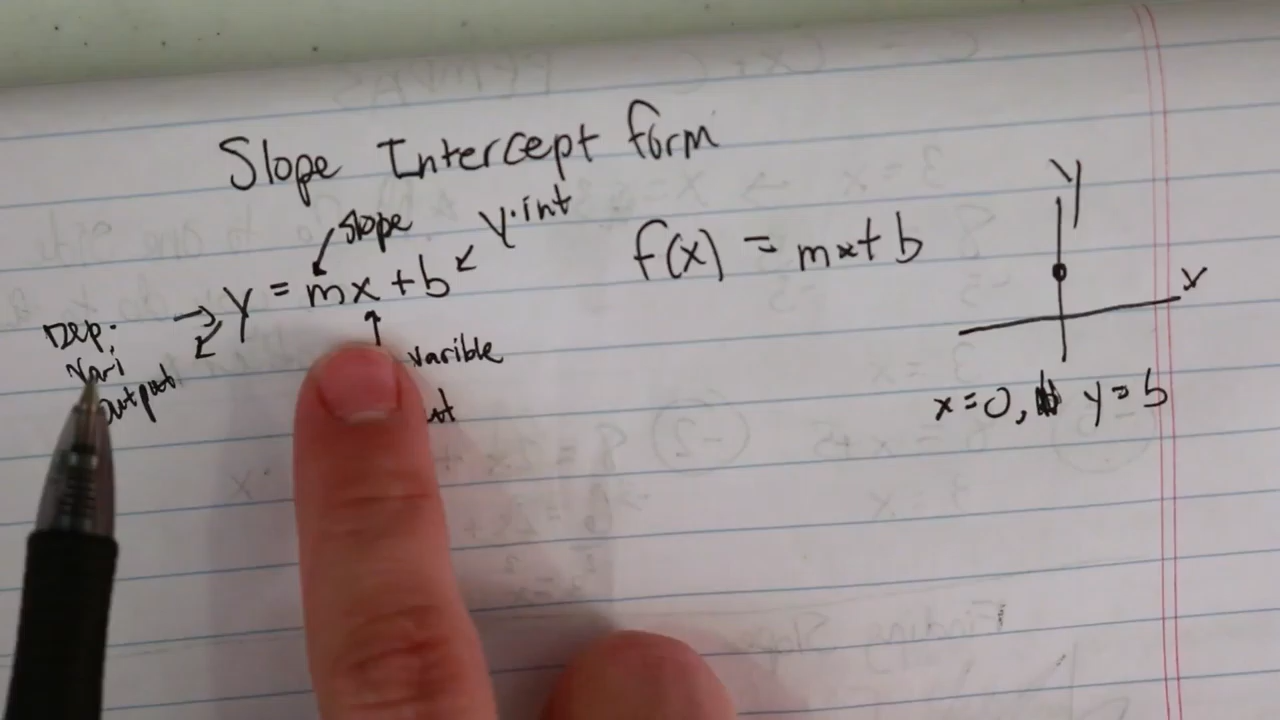 Slope Intercept form
slope
y-int
y = mx + b
f(x) = mx + b
Dep.
vari
output
varible
y
x
x = 0, y = b